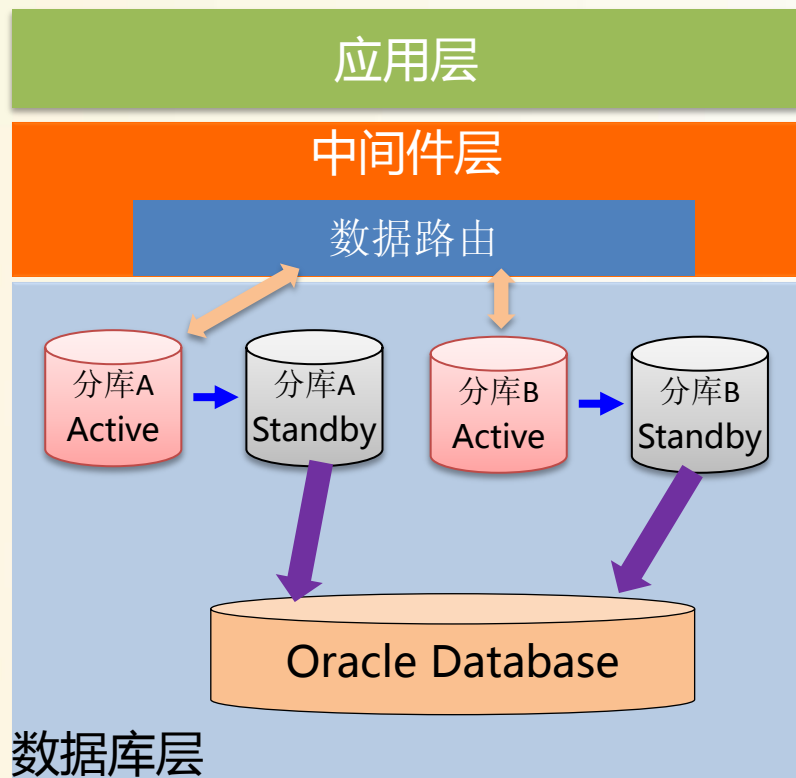 应用层
中间件层
数据路由
分库A
Active
分库A
Standby
分库B
Active
分库B
Standby
Oracle Database
数据库层